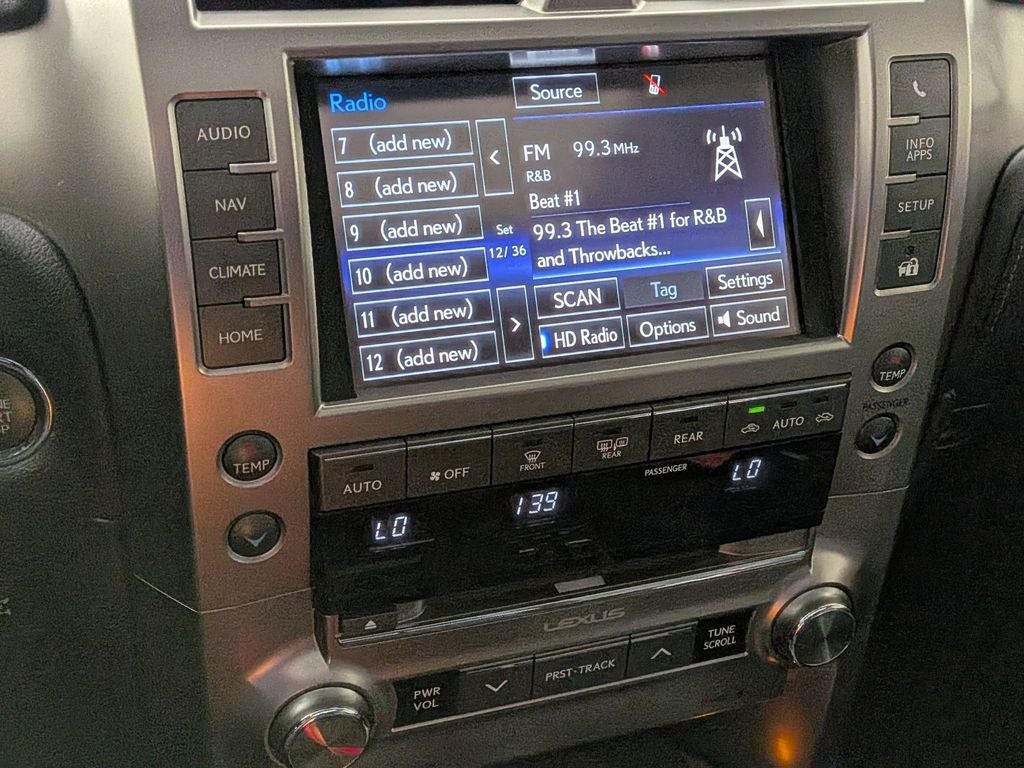 Radio
Source
7 (add new)
8 (add new)
9 (add new)
10 (add new)
11 (add new)
12 (add new)
<
>
Set
12/36
FM 99.3 MHz
R&B
Beat #1
99.3 The Beat #1 for R&B
and Throwbacks...
SCAN
Tag
Settings
HD Radio
Options
Sound
AUDIO
NAV
CLIMATE
HOME
INFO
APPS
SETUP
TEMP
TEMP
PASSENGER
AUTO
OFF
FRONT
REAR
REAR
AUTO
PASSENGER
LO
1 39
LO
LEXUS
PWR
VOL
PRST-TRACK
TUNE
SCROLL